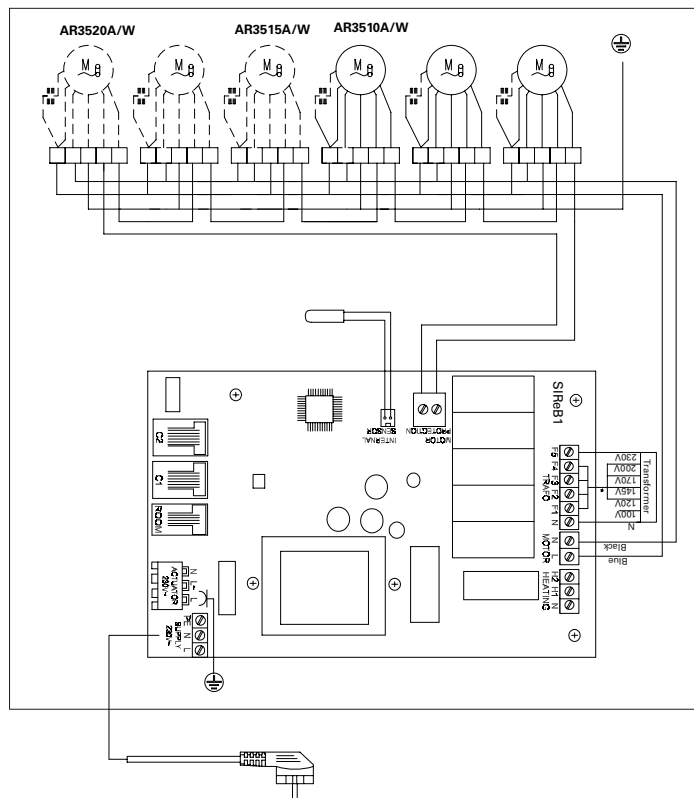 AR3520A/W AR3515A/W AR3510A/W
M M M M M M
SIReB1
INTERNAL
SENSOR
MOTOR
PROTECTION
C2
C1
ROOM
N
L~
L
ACTUATOR
230V~
PE
N
L
SUPPLY
230V~
F5
F4
F3
F2
F1
N
TRAFO
N
L
MOTOR
H2
H1
N
HEATING
Transformer
230V
200V
170V
145V
120V
100V
N
*
Black
Blue